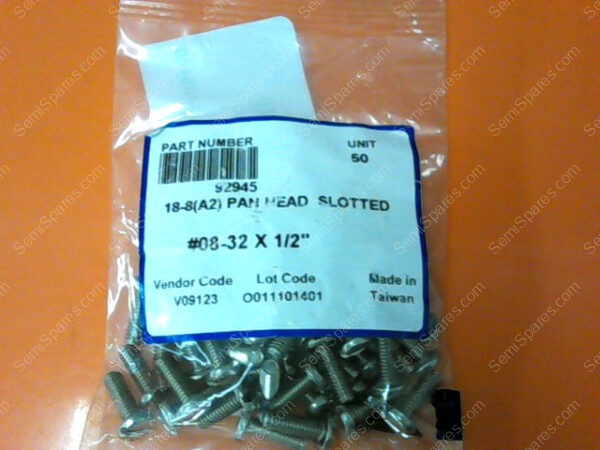 PART NUMBER
UNIT
50
92945
18-8(A2) PAN HEAD SLOTTED
#08-32 X 1/2"
Vendor Code Lot Code Made in
V09123 O011101401 Taiwan
SemiSpares.com